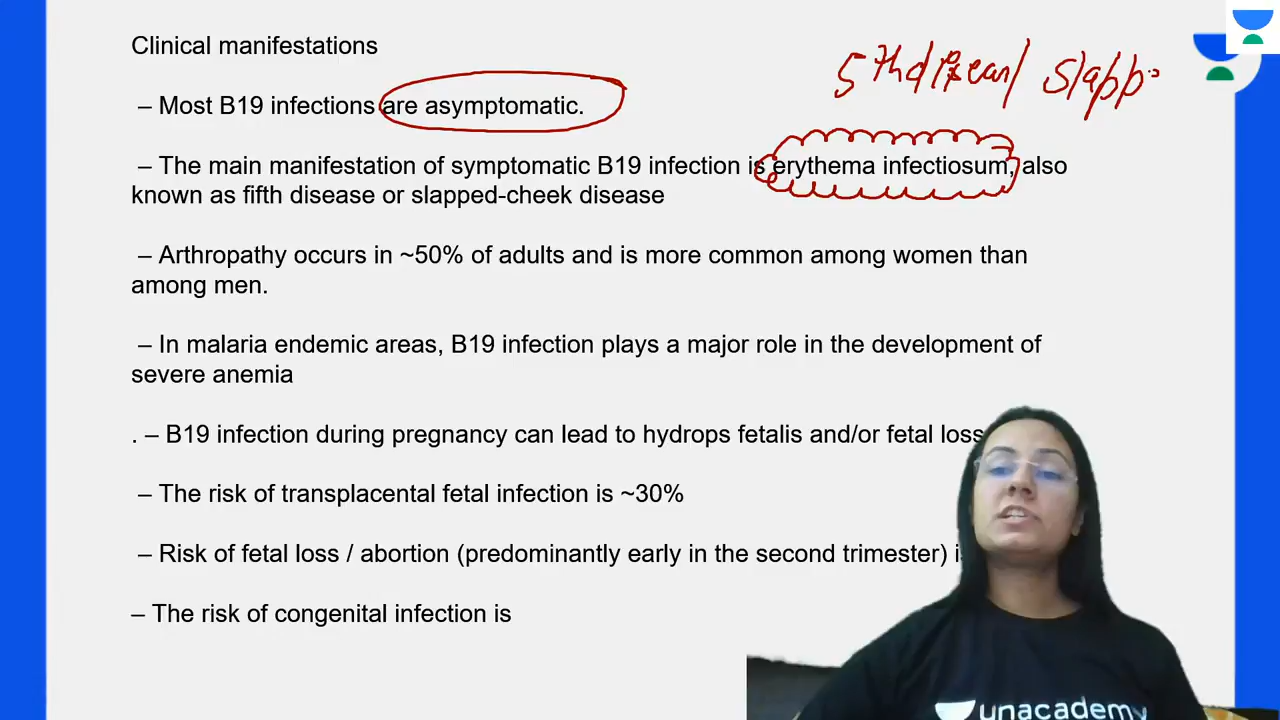 Clinical manifestations
– Most B19 infections are asymptomatic.
5th disease/ Slapp
– The main manifestation of symptomatic B19 infection is erythema infectiosum, also
known as fifth disease or slapped-cheek disease
– Arthropathy occurs in ~50% of adults and is more common among women than
among men.
– In malaria endemic areas, B19 infection plays a major role in the development of
severe anemia
. – B19 infection during pregnancy can lead to hydrops fetalis and/or fetal loss
– The risk of transplacental fetal infection is ~30%
– Risk of fetal loss / abortion (predominantly early in the second trimester)
– The risk of congenital infection is
unacademy